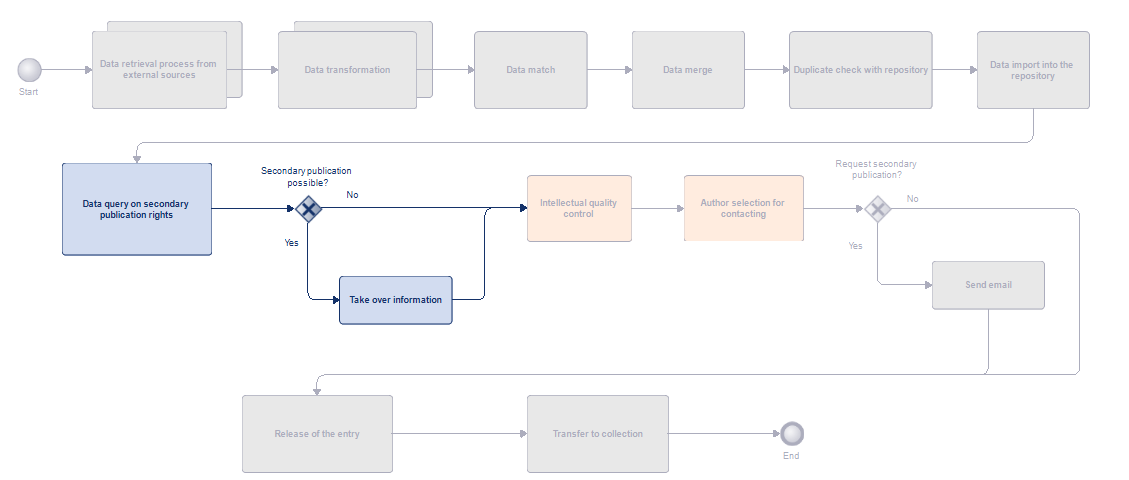 Data retrieval process from
external sources
Data transformation
Data match
Data merge
Duplicate check with repository
Data import into the
repository
Start
Secondary publication
possible?
Request secondary
publication?
No
No
Data query on secondary
publication rights
Intellectual quality
control
Author selection for
contacting
Yes
Yes
Take over information
Send email
Release of the entry
Transfer to collection
End